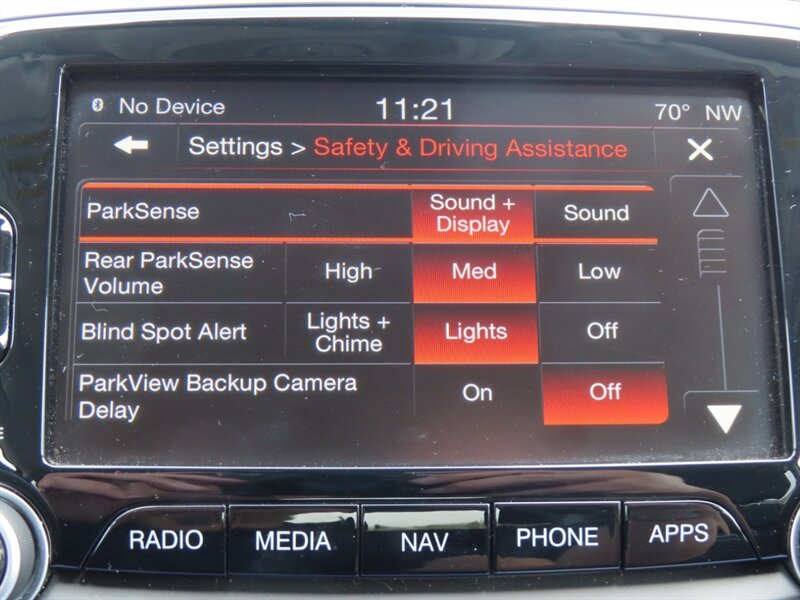 No Device 11:21 70° NW
Settings > Safety & Driving Assistance
ParkSense Sound + Display Sound
Rear ParkSense Volume High Med Low
Blind Spot Alert Lights + Chime Lights Off
ParkView Backup Camera Delay On Off
RADIO MEDIA NAV PHONE APPS